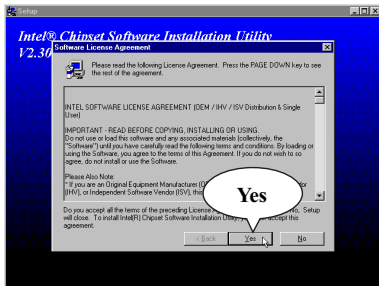 Setup
Intel® Chipset Software Installation Utility
V2.30
Software License Agreement
Please read the following License Agreement. Press the PAGE DOWN key to see
the rest of the agreement.
INTEL SOFTWARE LICENSE AGREEMENT (OEM / IHV / ISV Distribution & Single
User)
IMPORTANT - READ BEFORE COPYING, INSTALLING OR USING.
Do not use or load this software and any associated materials (collectively, the
"Software") until you have carefully read the following terms and conditions. By loading or
using the Software, you agree to the terms of this Agreement. If you do not wish to so
agree, do not install or use the Software.
Please Also Note:
* If you are an Original Equipment Manufacturer (O
(IHV), or Independent Software Vendor (ISV), this
Yes
Do you accept all the terms of the preceding License No, Setup
will close. To install Intel(R) Chipset Software Installation Utility, accept this
agreement.
< Back
Yes
No